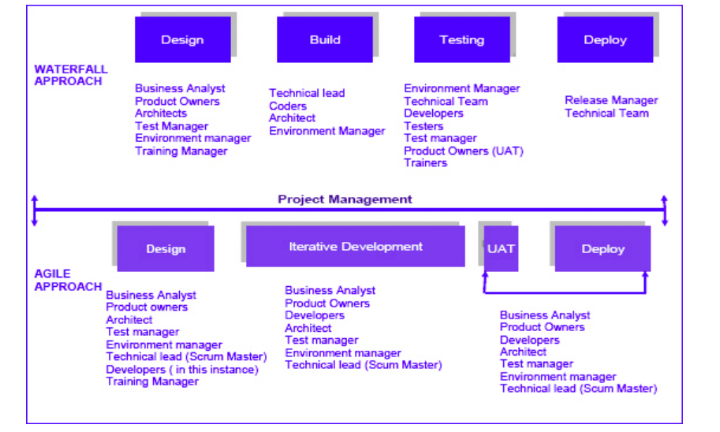 Design
Build
Testing
Deploy
WATERFALL
APPROACH
Business Analyst
Product Owners
Architects
Test Manager
Environment manager
Training Manager
Technical lead
Coders
Architect
Environment Manager
Environment Manager
Technical Team
Developers
Testers
Test manager
Product Owners (UAT)
Trainers
Release Manager
Technical Team
Project Management
Design
Iterative Development
UAT
Deploy
AGILE
APPROACH
Business Analyst
Product owners
Architect
Test manager
Environment manager
Technical lead (Scrum Master)
Developers ( in this instance)
Training Manager
Business Analyst
Product Owners
Developers
Architect
Test manager
Environment manager
Technical lead (Scrum Master)
Business Analyst
Product Owners
Developers
Architect
Test manager
Environment manager
Technical lead (Scrum Master)